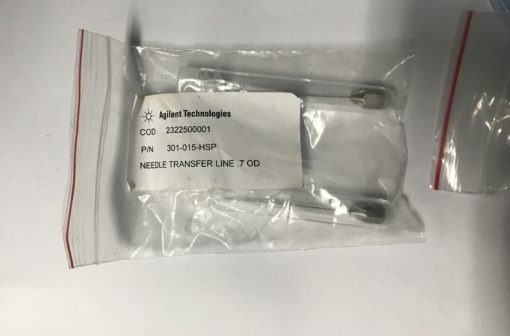 Agilent Technologies
COD. 2322500001
P/N 301-015-HSP
NEEDLE TRANSFER LINE .7 OD